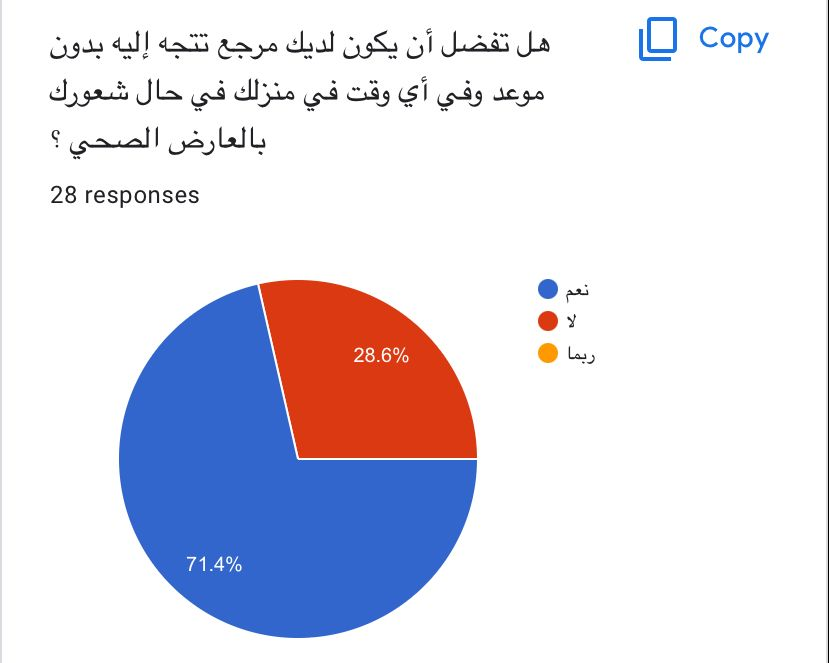 هل تفضل أن يكون لديك مرجع تتجه إليه بدون
موعد وفي أي وقت في منزلك في حال شعورك
بالعارض الصحي ؟
Copy
28 responses
نعم
لا
ربما
28.6%
71.4%